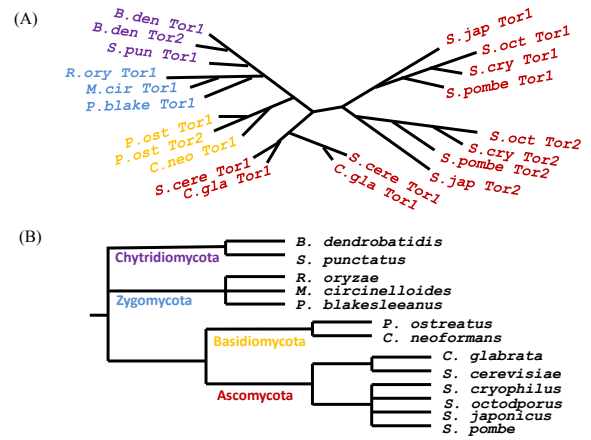 (A)
B.den Tor1
B.den Tor2
S.pun Tor1
R.ory Tor1
M.cir Tor1
P.blake Tor1
P.ost Tor1
P.ost Tor2
C.neo Tor1
S.cere Tor1
C.gla Tor1
S.cere Tor1
C.gla Tor1
S.jap Tor1
S.oct Tor1
S.cry Tor1
S.pombe Tor1
S.oct Tor2
S.cry Tor2
S.pombe Tor2
S.jap Tor2
(B)
Chytridiomycota
B. dendrobatidis
S. punctatus
Zygomycota
R. oryzae
M. circinelloides
P. blakesleeanus
Basidiomycota
P. ostreatus
C. neoformans
Ascomycota
C. glabrata
S. cerevisiae
S. cryophilus
S. octodporus
S. japonicus
S. pombe